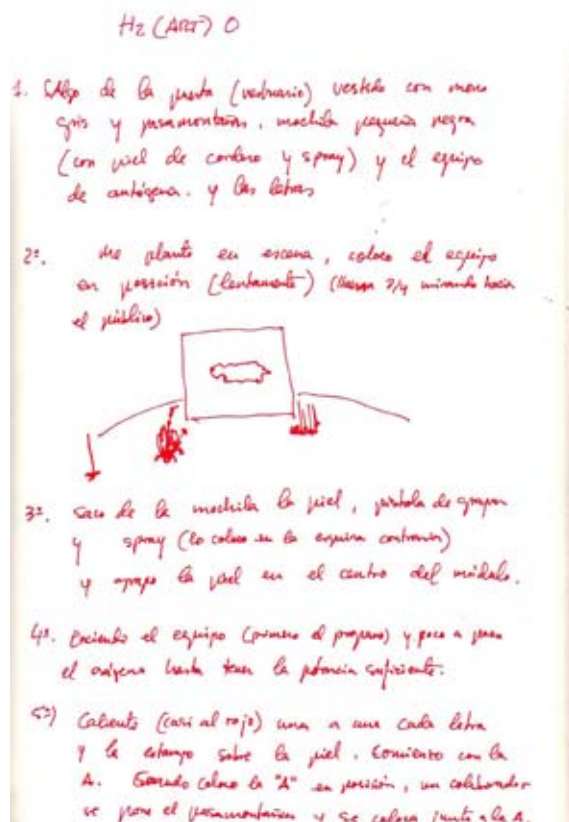 H2 (ART) O
1. Salgo de la puerta (vestuario) vestido con mono
gris y pasamontañas, mochila pequeña negra
(con piel de cordero y spray) y el equipo
de autógena. y las letras
2º. Me planto en escena, coloco el equipo
en posición (lentamente) (llamas 3/4 mirando hacia
el público)
3º. Saco de la mochila la piel, pistola de grapas
y spray (lo coloco en la esquina contraria)
y grapo la piel en el centro del módulo.
4º. Enciendo el equipo (primero el propano) y poco a poco
el oxígeno hasta tener la potencia suficiente.
5º) Caliento (casi al rojo) una a una cada letra
y la estampo sobre la piel. Comienzo con la
A. Cuando coloco la "A" en posición, un colaborador
se pone el pasamontañas y se coloca junto a la A.